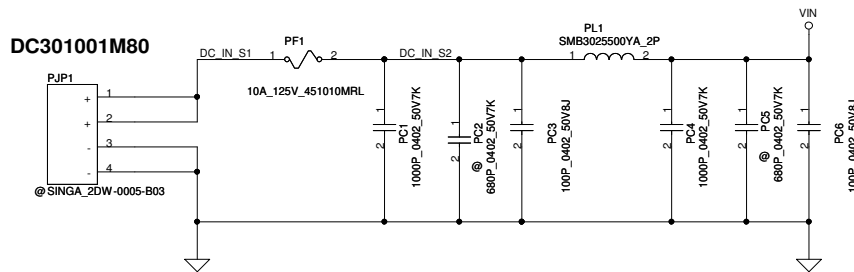 VIN
DC301001M80
PL1
SMB3025500YA_2P
DC_IN_S1
PF1
DC_IN_S2
1
2
1
2
10A_125V_451010MRL
PJP1
+
1
+
2
-
3
-
4
@SINGA_2DW-0005-B03
1
2
PC1
1000P_0402_50V7K
1
2
PC2
@
680P_0402_50V7K
1
2
PC3
100P_0402_50V8J
1
2
PC4
1000P_0402_50V7K
1
2
PC5
@
680P_0402_50V7K
1
2
PC6
100P_0402_50V8J